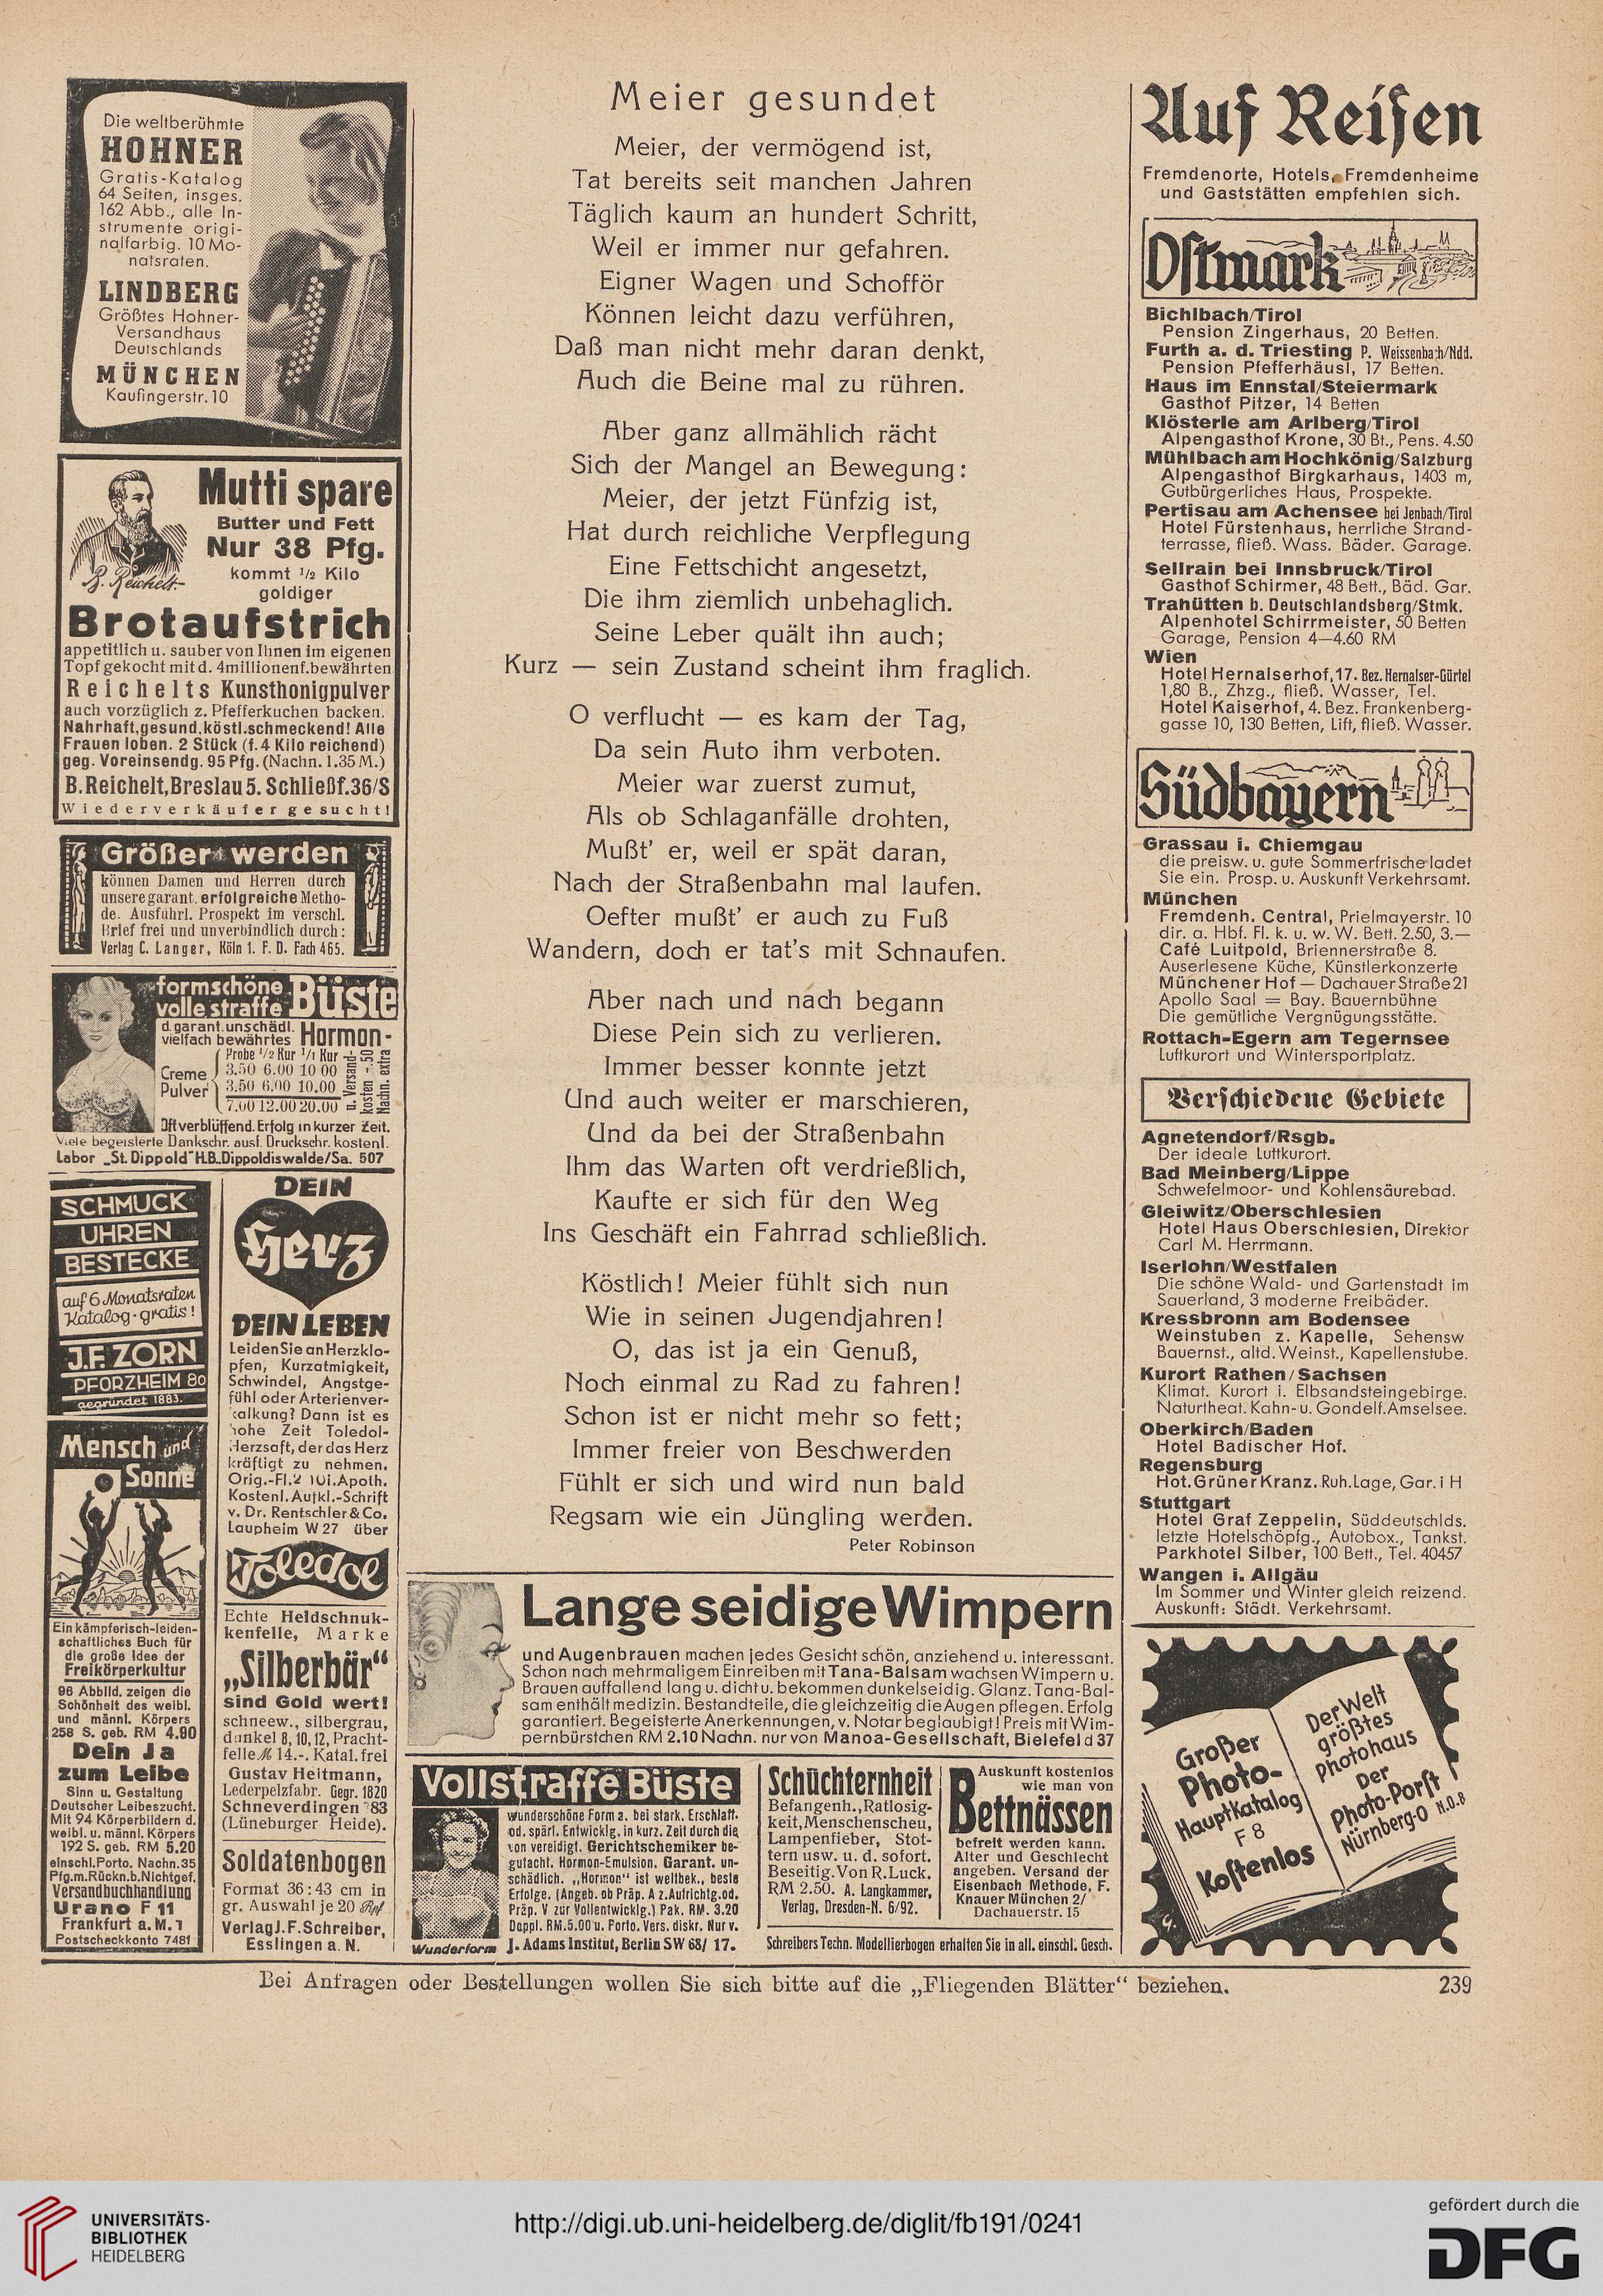 Die weltberühmte
HOHNER
Gratis-Katalog
64 Seiten, insges.
162 Abb., alle In-
strumente origi-
nalfarbig. 10 Mo-
natsraten.
LINDBERG
Größtes Hohner-
Versandhaus
Deutschlands
MÜNCHEN
Kaufingerstr. 10
Mutti spare
Butter und Fett
Nur 38 Pfg.
kommt 1/2 Kilo
goldiger
B. Reichelt
Brotaufstrich
appetitlich u. sauber von Ihnen im eigenen
Topf gekocht mit d. 4millionenf. bewährten
Reichelts Kunsthonigpulver
auch vorzüglich z. Pfefferkuchen backen.
Nahrhaft, gesund, köstl. schmeckend! Alle
Frauen loben. 2 Stück (f. 4 Kilo reichend)
geg. Voreinsendg. 95 Pfg. (Nachn. 1.35 M.)
B. Reichelt, Breslau 5. Schließf. 36/S
Wiederverkäufer gesucht!
Größer werden
können Damen und Herren durch
unsere garant. erfolgreiche Metho-
de. Ausführl. Prospekt im verschl.
Brief frei und unverbindlich durch:
Verlag C. Langer, Köln 1. F. D. Fach 465.
formschöne
volle straffe Büste
d. garant. unschädl.
vielfach bewährtes Hormon-
Probe 1/2 Kur 1/1 Kur
Creme 3.50 6.00 10 00
Pulver 3.50 6.00 10.00
7.00 12.00 20.00
u. Versand-
kosten -.50
Nachn. extra
Oft verblüffend. Erfolg in kurzer Zeit.
Viele begeisterte Dankschr. ausf. Druckschr. kostenl.
Labor „St. Dippold" H.B., Dippoldiswalde/Sa. 507
SCHMUCK
UHREN
BESTECKE
auf 6 Monatsraten
Katalog-gratis!
J.F. ZORN
PFORZHEIM 80
gegründet 1883.
Mensch und
Sonne
Ein kämpferisch-leiden-
schaftliches Buch für
die große Idee der
Freikörperkultur
96 Abbild. zeigen die
Schönheit des weibl.
und männl. Körpers
258 S. geb. RM 4.90
Dein Ja
zum Leibe
Sinn u. Gestaltung
Deutscher Leibeszucht.
Mit 94 Körperbildern d.
weibl. u. männl. Körpers
192 S. geb. RM 5.20
einschl. Porto. Nachn. 35
Pfg. m. Rückn. b. Nichtgef.
Versandbuchhandlung
Urano F 11
Frankfurt a. M. 1
Postscheckkonto 7481
DEIN
Herz
DEIN LEBEN
Leiden Sie an Herzklo-
pfen, Kurzatmigkeit,
Schwindel, Angstge-
fühl oder Arterienver-
kalkung? Dann ist es
hohe Zeit Toledol-
Herzsaft, der das Herz
kräftigt zu nehmen.
Orig.-Fl. 2 10 i. Apoth.
Kostenl. Aufkl.-Schrift
v. Dr. Rentschler & Co.
Laupheim W 27 über
Toledol
Echte Heidschnuk-
kenfelle, Marke
„Silberbär"
sind Gold wert!
schneew., silbergrau,
dunkel 8, 10, 12, Pracht-
felle M 14.-. Katal. frei
Gustav Heitmann,
Lederpelzfabr. Gegr. 1820
Schneverdingen 83
(Lüneburger Heide).
Soldatenbogen
Format 36:43 cm in
gr. Auswahl je 20 Rpf
Verlag J. F. Schreiber,
Esslingen a. N.
Meier gesundet
Meier, der vermögend ist,
Tat bereits seit manchen Jahren
Täglich kaum an hundert Schritt,
Weil er immer nur gefahren.
Eigner Wagen und Schofför
Können leicht dazu verführen,
Daß man nicht mehr daran denkt,
Auch die Beine mal zu rühren.
Aber ganz allmählich rächt
Sich der Mangel an Bewegung:
Meier, der jetzt Fünfzig ist,
Hat durch reichliche Verpflegung
Eine Fettschicht angesetzt,
Die ihm ziemlich unbehaglich.
Seine Leber quält ihn auch;
Kurz — sein Zustand scheint ihm fraglich.
O verflucht — es kam der Tag,
Da sein Auto ihm verboten.
Meier war zuerst zumut,
Als ob Schlaganfälle drohten,
Mußt' er, weil er spät daran,
Nach der Straßenbahn mal laufen.
Oefter mußt' er auch zu Fuß
Wandern, doch er tat's mit Schnaufen.
Aber nach und nach begann
Diese Pein sich zu verlieren.
Immer besser konnte jetzt
Und auch weiter er marschieren,
Und da bei der Straßenbahn
Ihm das Warten oft verdrießlich,
Kaufte er sich für den Weg
Ins Geschäft ein Fahrrad schließlich.
Köstlich! Meier fühlt sich nun
Wie in seinen Jugendjahren!
O, das ist ja ein Genuß,
Noch einmal zu Rad zu fahren!
Schon ist er nicht mehr so fett;
Immer freier von Beschwerden
Fühlt er sich und wird nun bald
Regsam wie ein Jüngling werden.
Peter Robinson
Lange seidige Wimpern
und Augenbrauen machen jedes Gesicht schön, anziehend u. interessant.
Schon nach mehrmaligem Einreiben mit Tana-Balsam wachsen Wimpern u.
Brauen auffallend lang u. dicht u. bekommen dunkelseidig. Glanz. Tana-Bal-
sam enthält medizin. Bestandteile, die gleichzeitig die Augen pflegen. Erfolg
garantiert. Begeisterte Anerkennungen, v. Notar beglaubigt! Preis mit Wim-
pernbürstchen RM 2.10 Nachn. nur von Manoa-Gesellschaft, Bielefeld 37
Vollstraffe Büste
wunderschöne Form a. bei stark. Erschlaff.
od. spärl. Entwicklg. in kurz. Zeit durch die
von vereidigt. Gerichtschemiker be-
gutacht. Hormon-Emulsion. Garant. un-
schädlich. „Hormon" ist weltbek., beste
Erfolge. (Angeb. ob Präp. A z. Aufrichtg. od.
Präp. V zur Vollentwicklg.) Pak. RM. 3.20
Doppl. RM. 5.00 u. Porto. Vers. diskr. Nur v.
Wunderform J. Adams Institut, Berlin SW 68/ 17.
Schüchternheit
Befangenh., Ratlosig-
keit, Menschenscheu,
Lampenfieber, Stot-
tern usw. u. d. sofort.
Beseitig. Von R. Luck.
RM 2.50. A. Langkammer,
Verlag, Dresden-N. 6/92.
Auskunft kostenlos
wie man von
Bettnässen
befreit werden kann.
Alter und Geschlecht
angeben. Versand der
Eisenbach Methode, F.
Knauer München 2/
Dachauerstr. 15
Schreibers Techn. Modellierbogen erhalten Sie in all. einschl. Gesch.
Auf Reisen
Fremdenorte, Hotels, Fremdenheime
und Gaststätten empfehlen sich.
Ostmark
Bichlbach/Tirol
Pension Zingerhaus, 20 Betten.
Furth a. d. Triesting P. Weissenbach/Ndd.
Pension Pfefferhäusl, 17 Betten.
Haus im Ennstal/Steiermark
Gasthof Pitzer, 14 Betten
Klösterle am Arlberg/Tirol
Alpengasthof Krone, 30 Bt., Pens. 4.50
Mühlbach am Hochkönig/Salzburg
Alpengasthof Birgkarhaus, 1403 m,
Gutbürgerliches Haus, Prospekte.
Pertisau am Achensee bei Jenbach/Tirol
Hotel Fürstenhaus, herrliche Strand-
terrasse, fließ. Wass. Bäder. Garage.
Sellrain bei Innsbruck/Tirol
Gasthof Schirmer, 48 Bett., Bäd. Gar.
Trahütten b. Deutschlandsberg/Stmk.
Alpenhotel Schirrmeister, 50 Betten
Garage, Pension 4—4.60 RM
Wien
Hotel Hernalserhof, 17. Bez. Hernalser-Gürtel
1,80 B., Zhzg., fließ. Wasser, Tel.
Hotel Kaiserhof, 4. Bez. Frankenberg-
gasse 10, 130 Betten, Lift, fließ. Wasser.
Südbayern
Grassau i. Chiemgau
die preisw. u. gute Sommerfrische ladet
Sie ein. Prosp. u. Auskunft Verkehrsamt.
München
Fremdenh. Central, Prielmayerstr. 10
dir. a. Hbf. Fl. k. u. w. W. Bett. 2.50, 3.—
Café Luitpold, Briennerstraße 8.
Auserlesene Küche, Künstlerkonzerte
Münchener Hof — Dachauer Straße 21
Apollo Saal = Bay. Bauernbühne
Die gemütliche Vergnügungsstätte.
Rottach-Egern am Tegernsee
Luftkurort und Wintersportplatz.
Verschiedene Gebiete
Agnetendorf/Rsgb.
Der ideale Luftkurort.
Bad Meinberg/Lippe
Schwefelmoor- und Kohlensäurebad.
Gleiwitz/Oberschlesien
Hotel Haus Oberschlesien, Direktor
Carl M. Herrmann.
Iserlohn/Westfalen
Die schöne Wald- und Gartenstadt im
Sauerland, 3 moderne Freibäder.
Kressbronn am Bodensee
Weinstuben z. Kapelle, Sehensw
Bauernst., altd. Weinst., Kapellenstube.
Kurort Rathen/Sachsen
Klimat. Kurort i. Elbsandsteingebirge.
Naturtheat. Kahn- u. Gondelf. Amselsee.
Oberkirch/Baden
Hotel Badischer Hof.
Regensburg
Hot. Grüner Kranz. Ruh. Lage, Gar. i H
Stuttgart
Hotel Graf Zeppelin, Süddeutschlds.
letzte Hotelschöpfg., Autobox., Tankst.
Parkhotel Silber, 100 Bett., Tel. 40457
Wangen i. Allgäu
Im Sommer und Winter gleich reizend.
Auskunft: Städt. Verkehrsamt.
Großer
Photo-
Hauptkatalog
F 8
Kostenlos
Der Welt
größtes
Photohaus
Der
Photo-Porst
Nürnberg-O N.O.8
Bei Anfragen oder Bestellungen wollen Sie sich bitte auf die „Fliegenden Blätter" beziehen.
239
UNIVERSITÄTS-
BIBLIOTHEK
HEIDELBERG
http://digi.ub.uni-heidelberg.de/diglit/fb191/0241
gefördert durch die
DFG